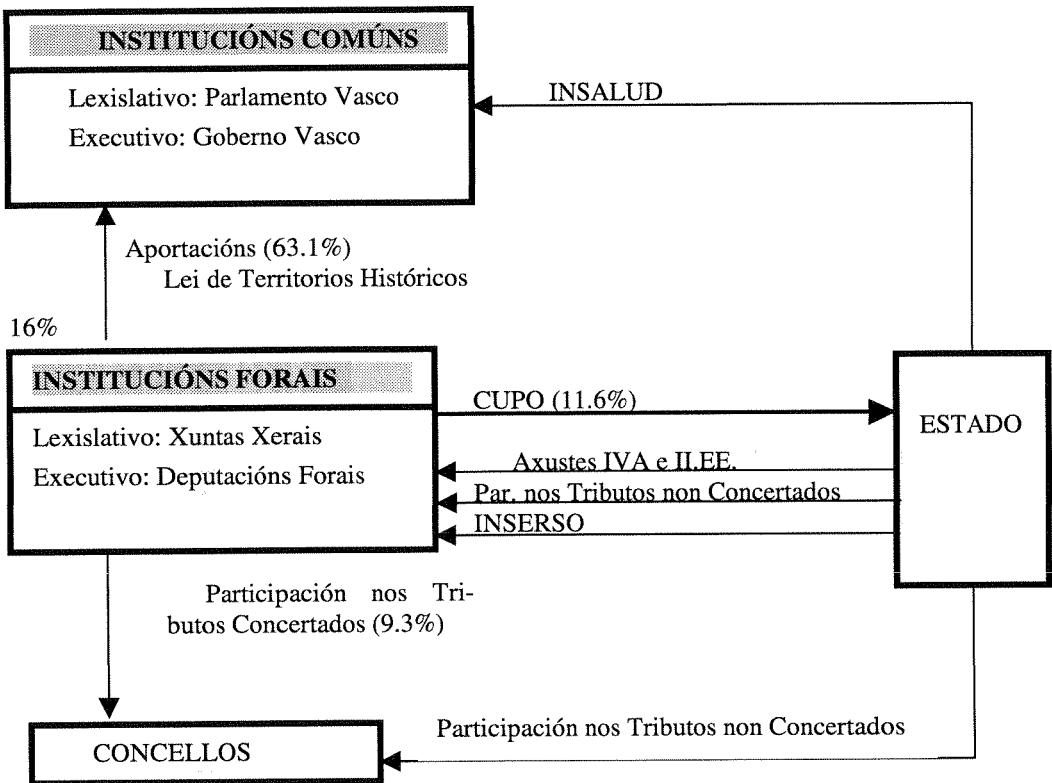 INSTITUCIÓNS COMÚNS
Lexislativo: Parlamento Vasco
Executivo: Goberno Vasco
INSALUD
Aportacións (63.1%)
Lei de Territorios Históricos
16%
INSTITUCIÓNS FORAIS
Lexislativo: Xuntas Xerais
Executivo: Deputacións Forais
CUPO (11.6%)
Axustes IVA e II.EE.
Par. nos Tributos non Concertados
INSERSO
ESTADO
Participación nos Tri-
butos Concertados (9.3%)
Participación nos Tributos non Concertados
CONCELLOS